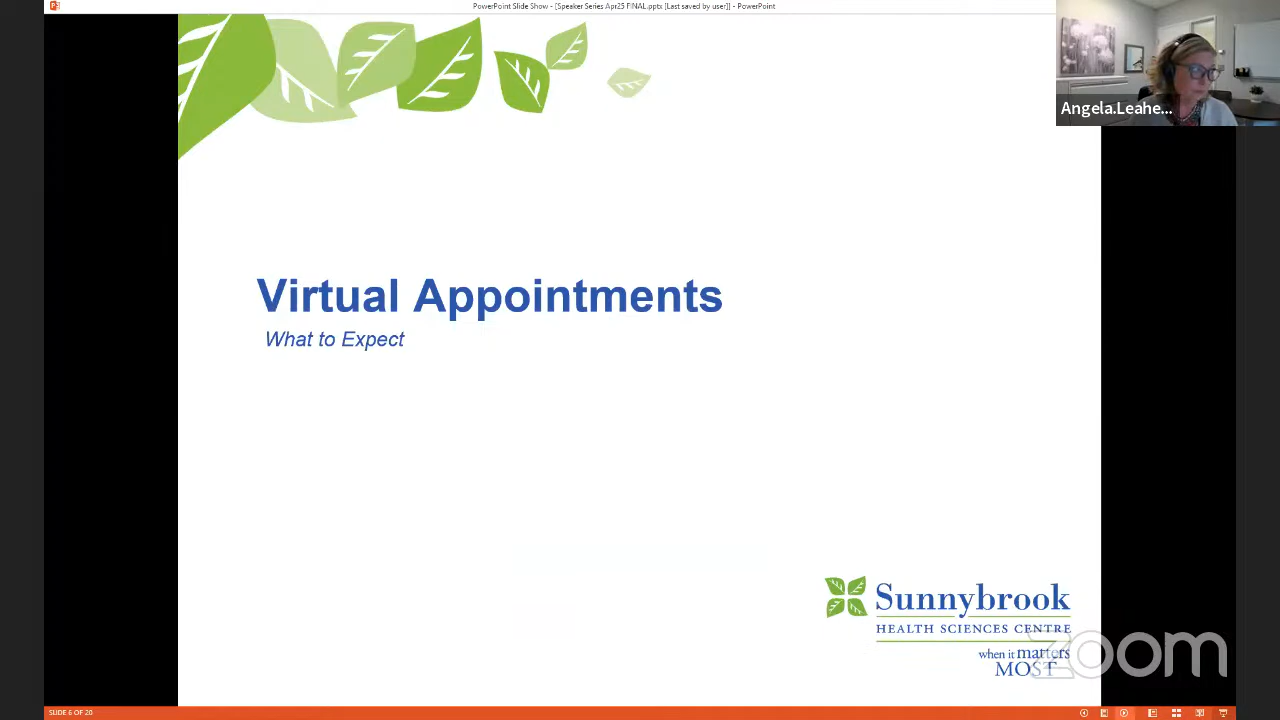 PowerPoint Slide Show - [Speaker Series Apr25 FINAL.pptx [Last saved by user]] - PowerPoint
Angela.Leahe...
Virtual Appointments
What to Expect
Sunnybrook
HEALTH SCIENCES CENTRE
when it matters
MOST
zoom
SLIDE 6 OF 20